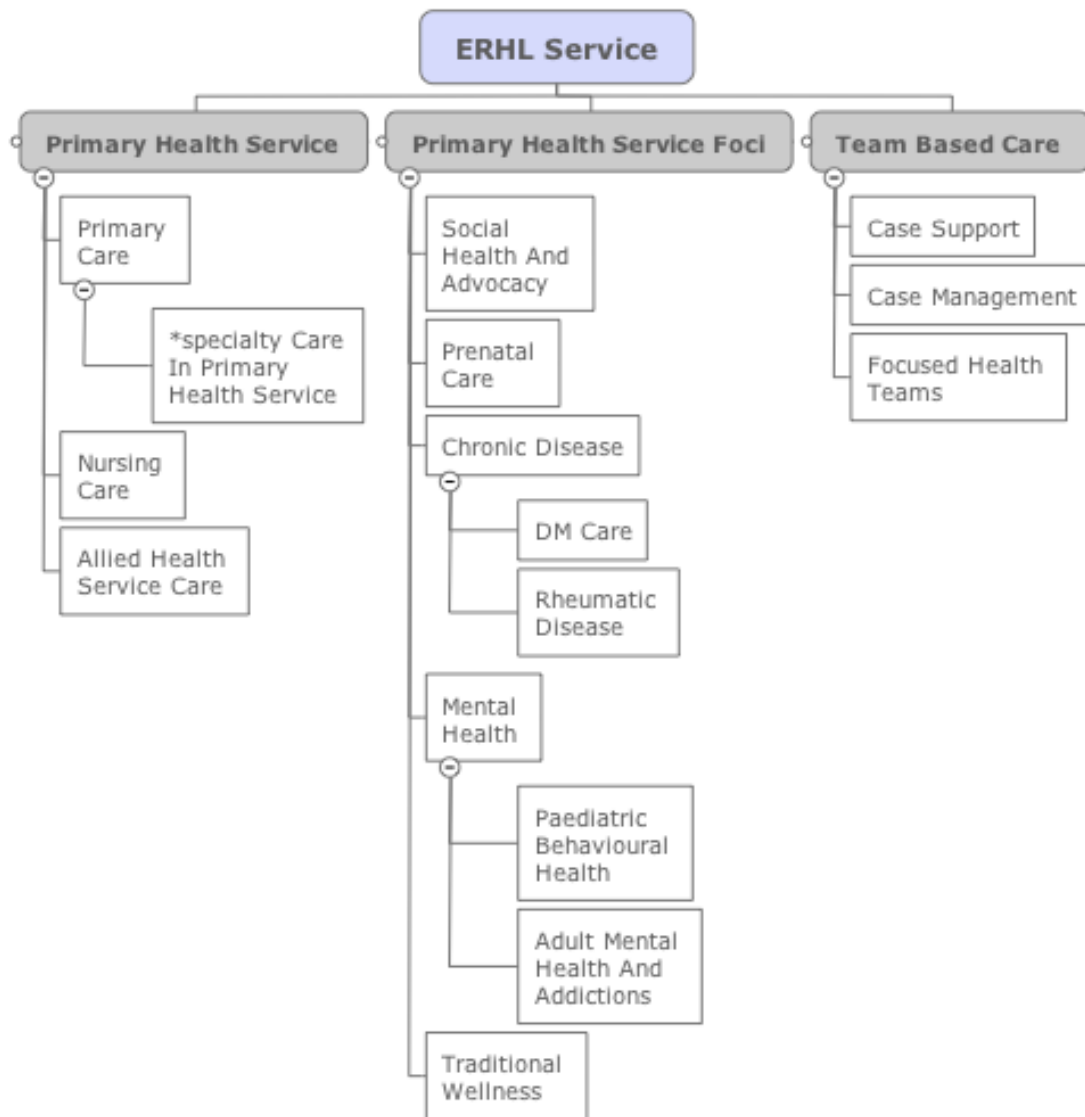 ERHL Service
Primary Health Service
Primary
Care
*specialty Care
In Primary
Health Service
Nursing
Care
Allied Health
Service Care
Primary Health Service Foci
Social
Health And
Advocacy
Prenatal
Care
Chronic Disease
DM Care
Rheumatic
Disease
Mental
Health
Paediatric
Behavioural
Health
Adult Mental
Health And
Addictions
Traditional
Wellness
Team Based Care
Case Support
Case Management
Focused Health
Teams